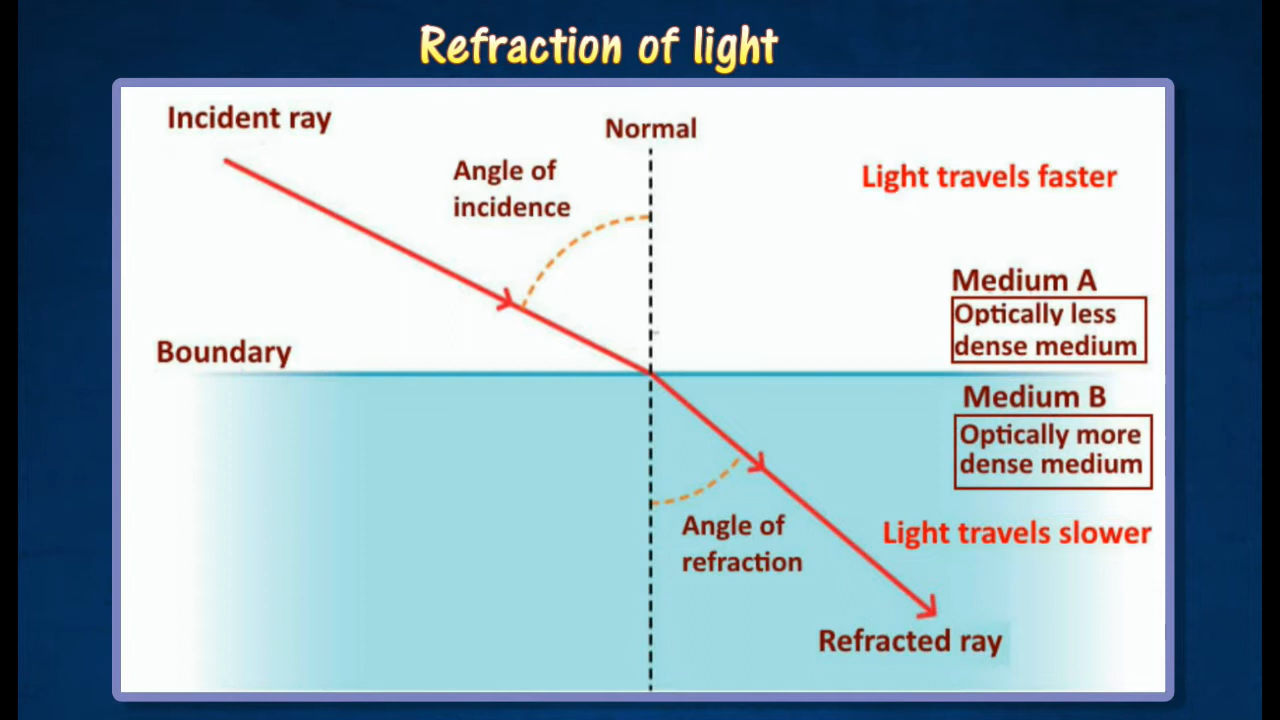 Refraction of light
Incident ray
Normal
Angle of
incidence
Light travels faster
Medium A
Optically less
dense medium
Boundary
Medium B
Optically more
dense medium
Angle of
refraction
Light travels slower
Refracted ray